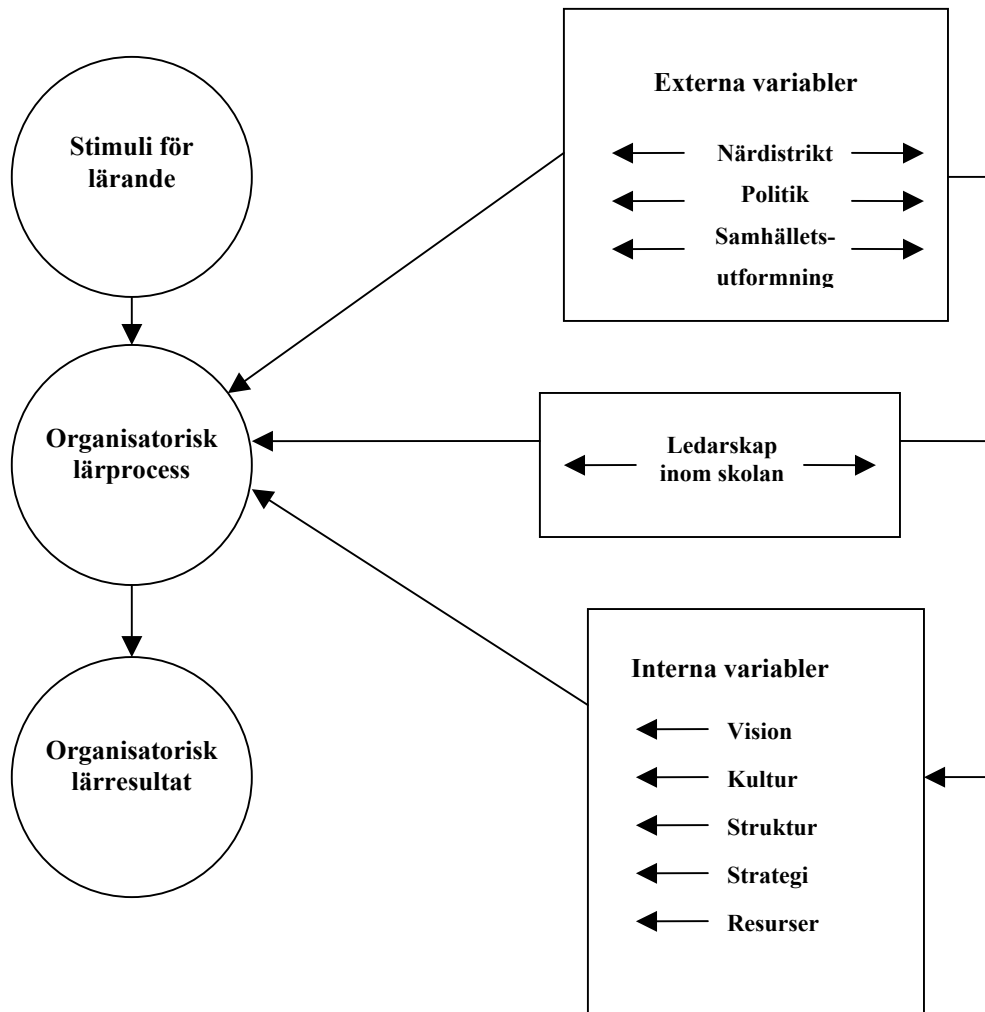 Stimuli för
lärande
Organisatorisk
lärprocess
Organisatorisk
lärresultat
Externa variabler
Närdistrikt
Politik
Samhällets-
utformning
Ledarskap
inom skolan
Interna variabler
Vision
Kultur
Struktur
Strategi
Resurser